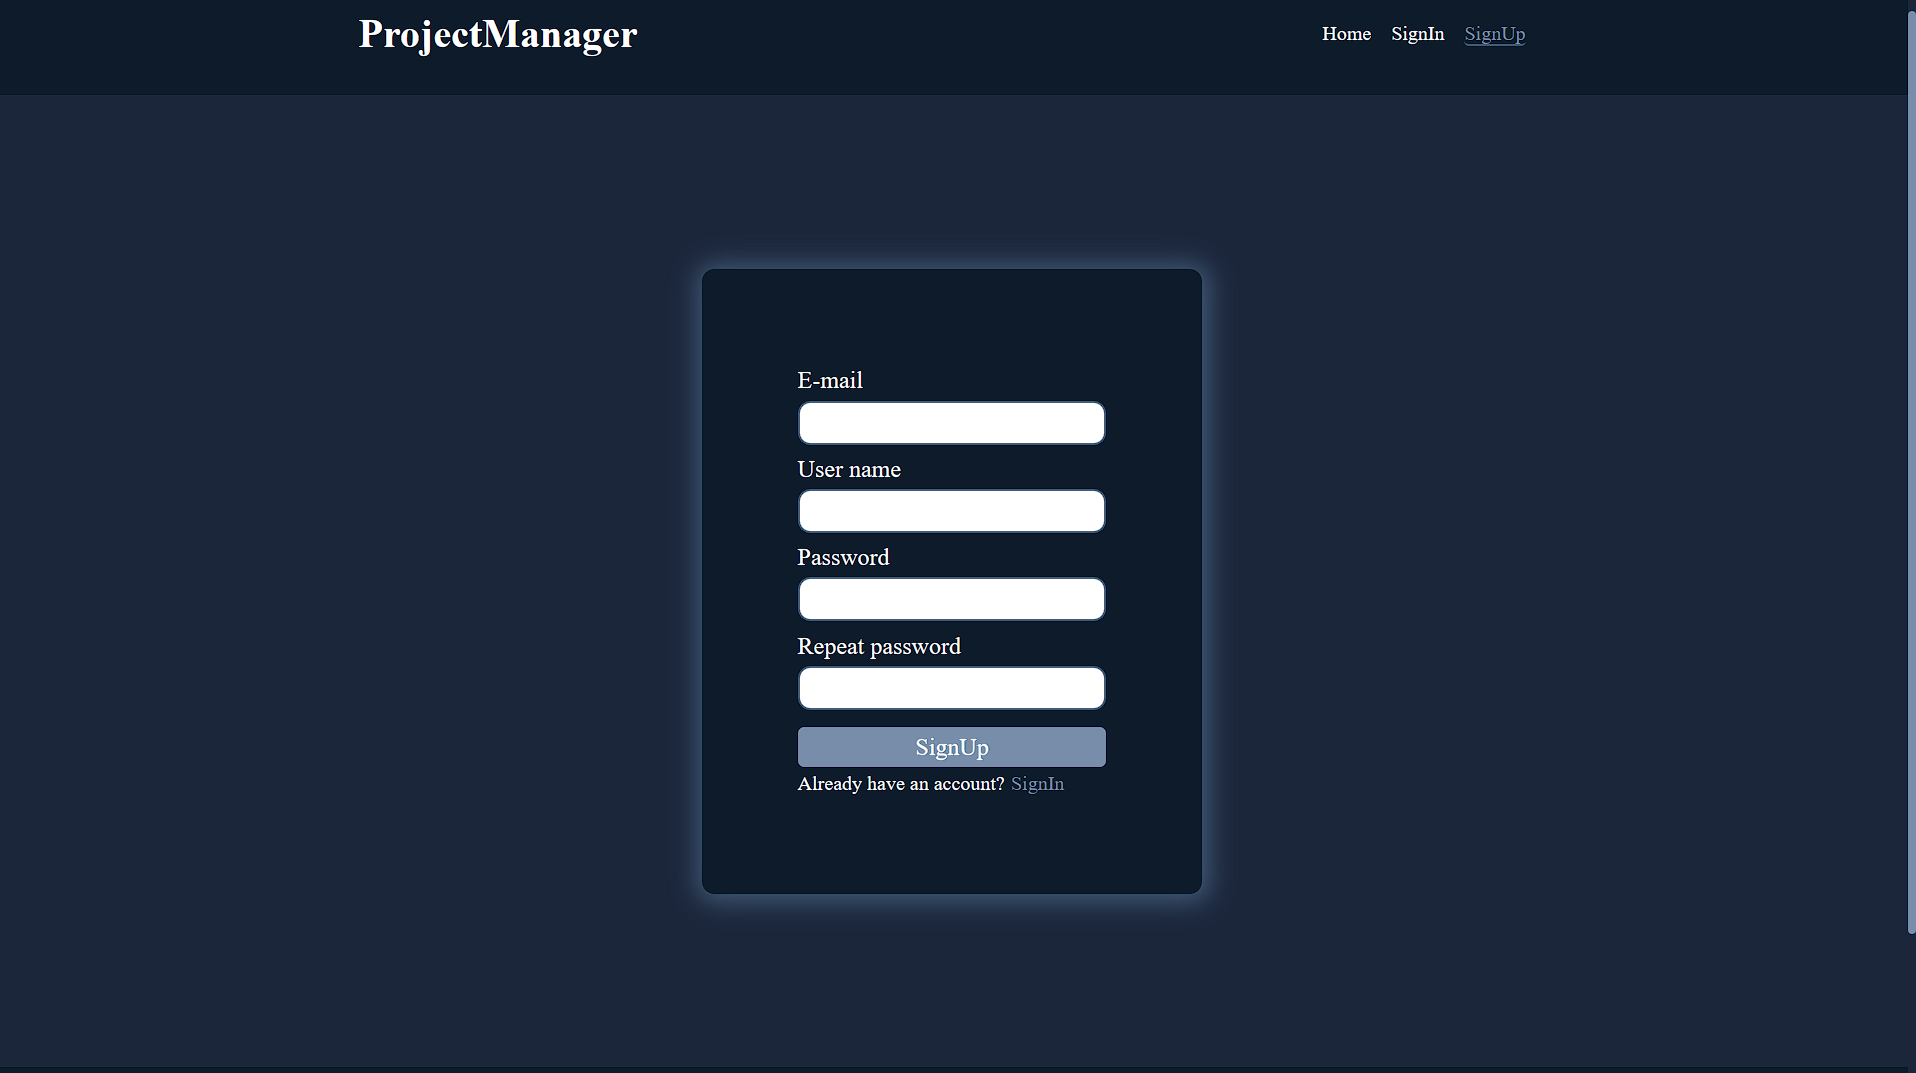 ProjectManager
Home SignIn SignUp
E-mail
User name
Password
Repeat password
SignUp
Already have an account? SignIn